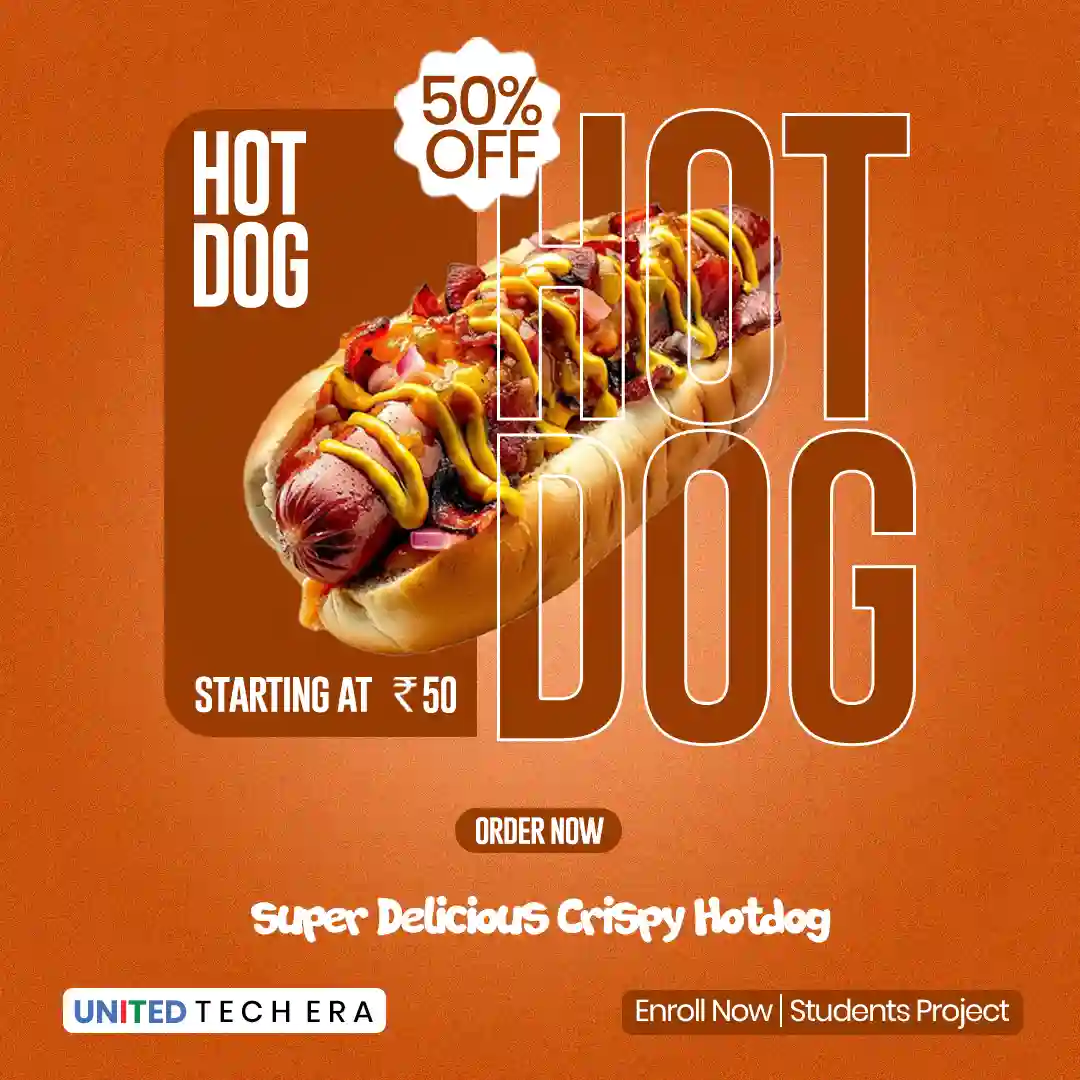 50%
OFF
HOT
DOG
HOT
DOG
STARTING AT ₹50
ORDER NOW
Super Delicious Crispy Hotdog
UNITED TECH ERA
Enroll Now | Students Project